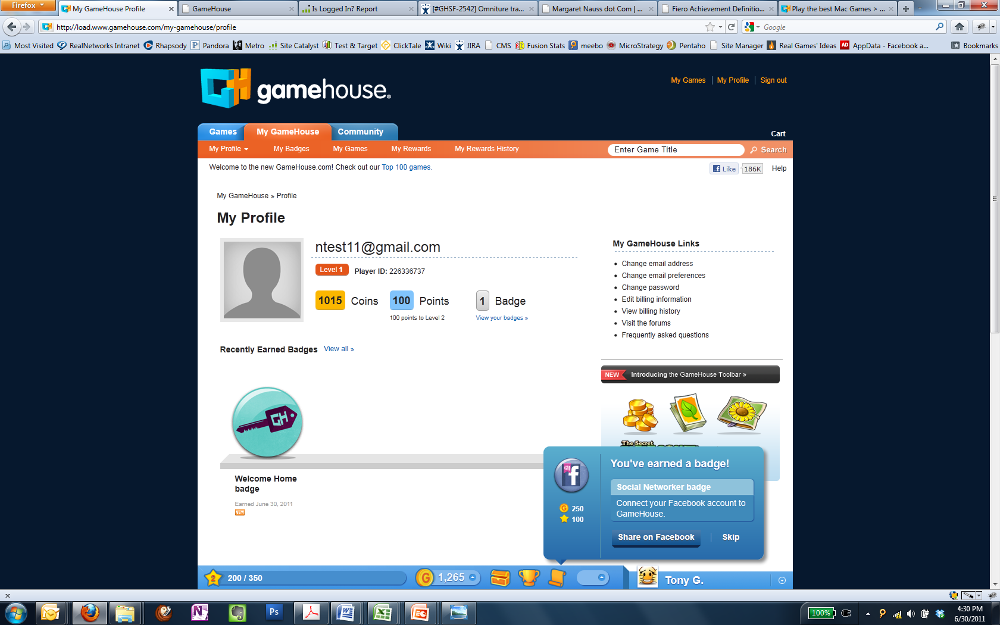 Firefox
My GameHouse Profile
GameHouse
Is Logged In? Report
[#GHSF-2542] Omniture tra...
Margaret Nauss dot Com | ...
Fiero Achievement Definitio...
Play the best Mac Games > ...
http://load.www.gamehouse.com/my-gamehouse/profile
Google
Most Visited
RealNetworks Intranet
Rhapsody
Pandora
Metro
Site Catalyst
Test & Target
ClickTale
Wiki
JIRA
CMS
Fusion Stats
meebo
MicroStrategy
Pentaho
Site Manager
Real Games' Ideas
AppData - Facebook a...
Bookmarks
GH gamehouse®
My Games | My Profile | Sign out
Games
My GameHouse
Community
Cart
My Profile
My Badges
My Games
My Rewards
My Rewards History
Enter Game Title
Search
Welcome to the new GameHouse.com! Check out our Top 100 games.
Like
186K
Help
My GameHouse » Profile
My Profile
ntest11@gmail.com
Level 1
Player ID: 226336737
1015 Coins
100 Points
1 Badge
100 points to Level 2
View your badges »
My GameHouse Links
Change email address
Change email preferences
Change password
Edit billing information
View billing history
Visit the forums
Frequently asked questions
Recently Earned Badges
View all »
NEW
Introducing the GameHouse Toolbar »
GH
The Secret
Welcome Home
badge
Earned June 30, 2011
NEW
You've earned a badge!
GH f
Social Networker badge
Connect your Facebook account to
GameHouse.
G 250
100
Share on Facebook
Skip
2
200 / 350
G
1,265
Tony G.
x
Ps
100%
4:30 PM
6/30/2011